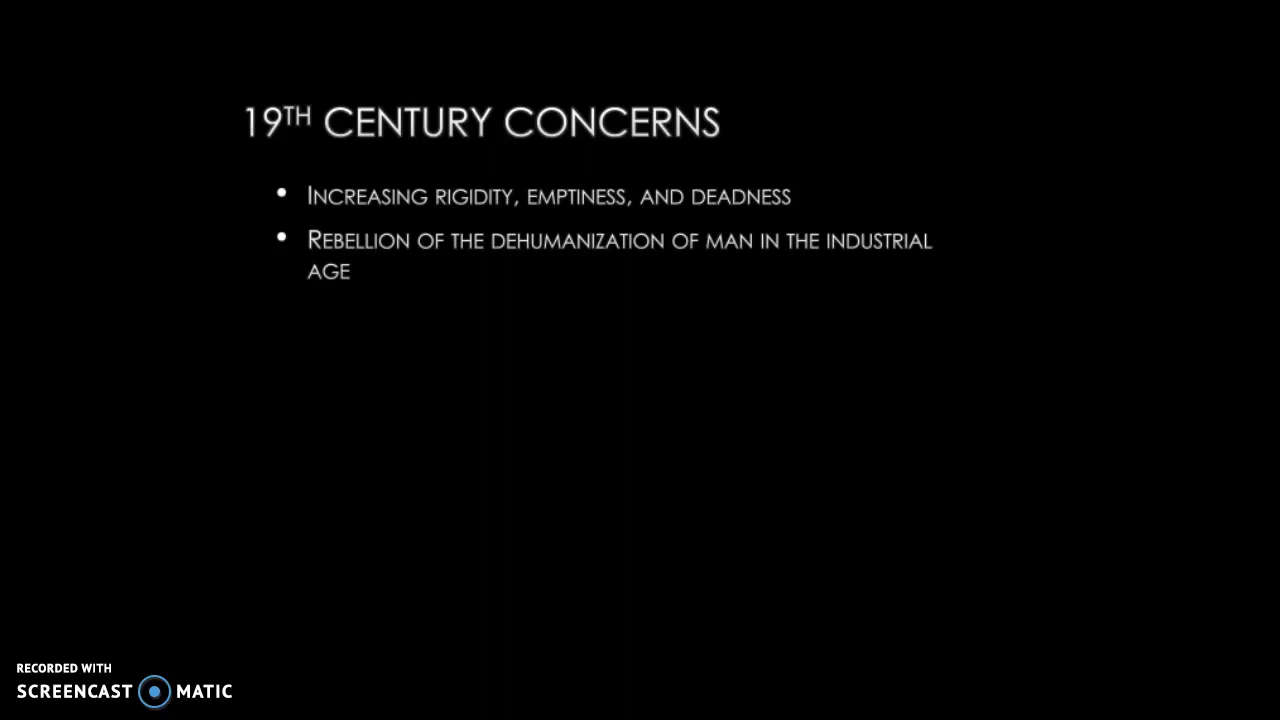 19TH CENTURY CONCERNS
• INCREASING RIGIDITY, EMPTINESS, AND DEADNESS
• REBELLION OF THE DEHUMANIZATION OF MAN IN THE INDUSTRIAL
AGE
RECORDED WITH
SCREENCAST MATIC